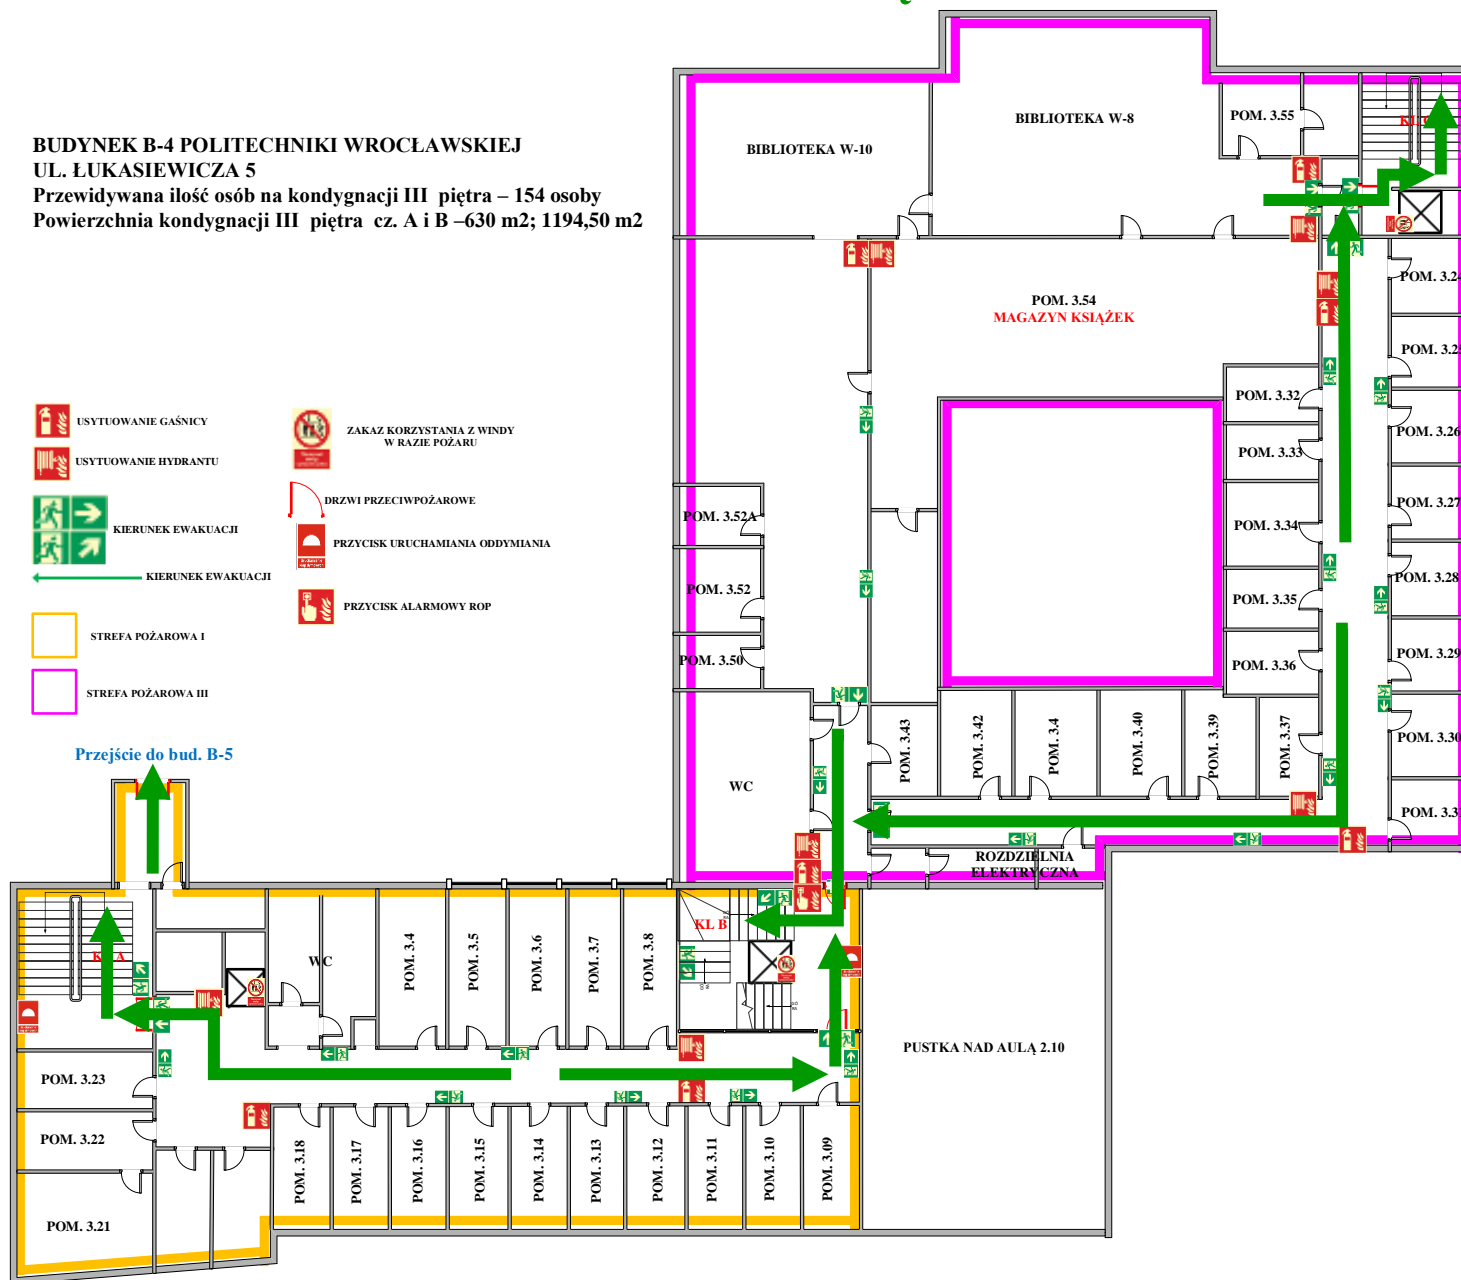 BUDYNEK B-4 POLITECHNIKI WROCŁAWSKIEJ
UL. ŁUKASIEWICZA 5
Przewidywana ilość osób na kondygnacji III piętra – 154 osoby
Powierzchnia kondygnacji III piętra cz. A i B –630 m2; 1194,50 m2
USYTUOWANIE GAŚNICY
USYTUOWANIE HYDRANTU
KIERUNEK EWAKUACJI
KIERUNEK EWAKUACJI
STREFA POŻAROWA I
STREFA POŻAROWA III
ZAKAZ KORZYSTANIA Z WINDY
W RAZIE POŻARU
DRZWI PRZECIWPOŻAROWE
PRZYCISK URUCHAMIANIA ODDYMIANIA
PRZYCISK ALARMOWY ROP
Przejście do bud. B-5
BIBLIOTEKA W-10
BIBLIOTEKA W-8
POM. 3.55
POM. 3.54
MAGAZYN KSIĄŻEK
POM. 3.24
POM. 3.25
POM. 3.26
POM. 3.27
POM. 3.28
POM. 3.29
POM. 3.30
POM. 3.3
POM. 3.32
POM. 3.33
POM. 3.34
POM. 3.35
POM. 3.36
POM. 3.52A
POM. 3.52
POM. 3.50
WC
POM. 3.43
POM. 3.42
POM. 3.4
POM. 3.40
POM. 3.39
POM. 3.37
ROZDZIELNIA
ELEKTRYCZNA
KL B
WC
POM. 3.4
POM. 3.5
POM. 3.6
POM. 3.7
POM. 3.8
PUSTKA NAD AULĄ 2.10
POM. 3.23
POM. 3.22
POM. 3.21
POM. 3.18
POM. 3.17
POM. 3.16
POM. 3.15
POM. 3.14
POM. 3.13
POM. 3.12
POM. 3.11
POM. 3.10
POM. 3.09